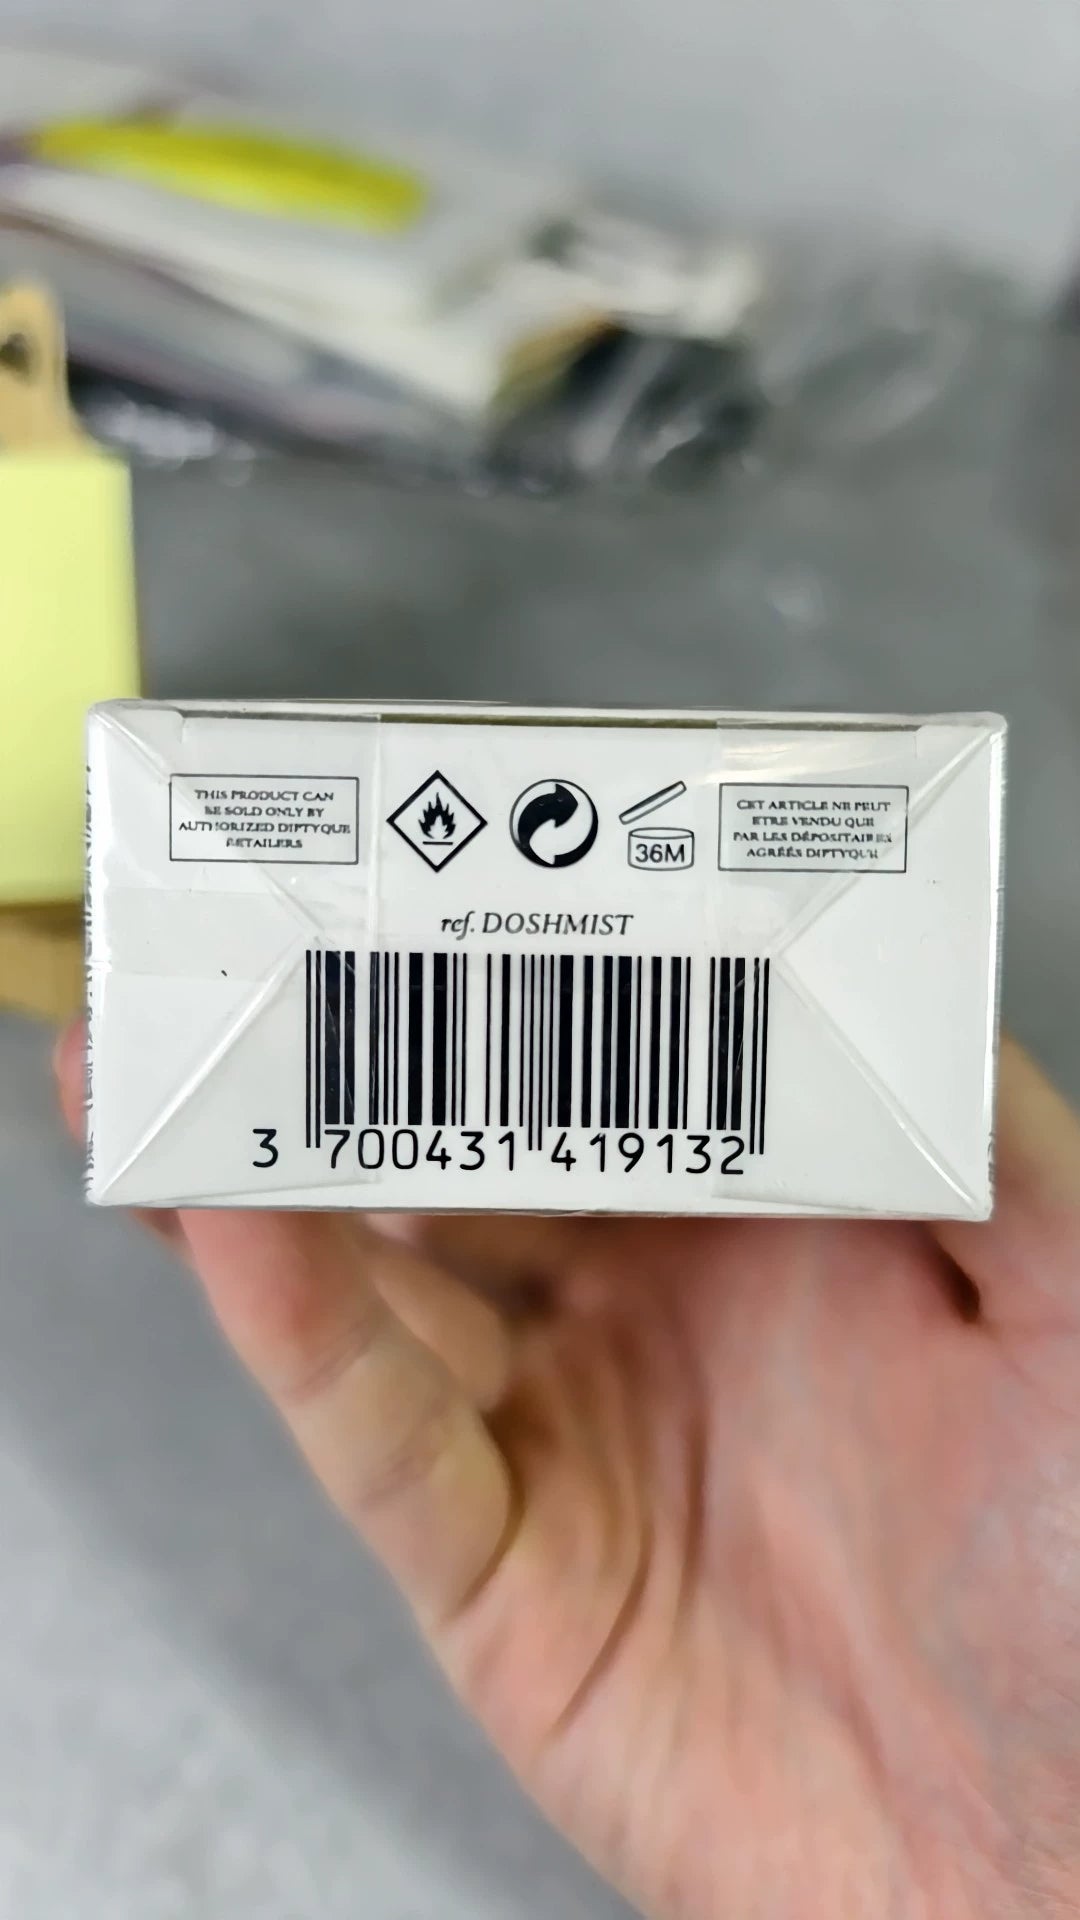 THIS PRODUCT CAN
BE SOLD ONLY BY
AUTHORIZED DIPTYQUE
RETAILERS
36M
CET ARTICLE NE PEUT
ETRE VENDU QUE
PAR LES DÉPOSITAIRES
AGRÉÉS DIPTYQUE
ref. DOSHMIST
3 700431 419132